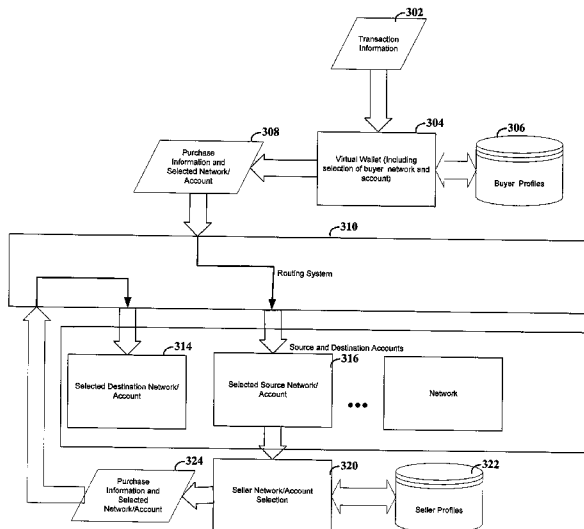 302
Transaction
Information
308
304
306
Purchase
Information and
Selected Network/
Account
Virtual Wallet (Including
selection of buyer network and
account)
Buyer Profiles
310
Routing System
Source and Destination Accounts
314
316
Selected Destination Network/
Account
Selected Source Network/
Account
Network
324
320
322
Purchase
Information and
Selected
Network/Account
Seller Network/Account
Selection
Seller Profiles